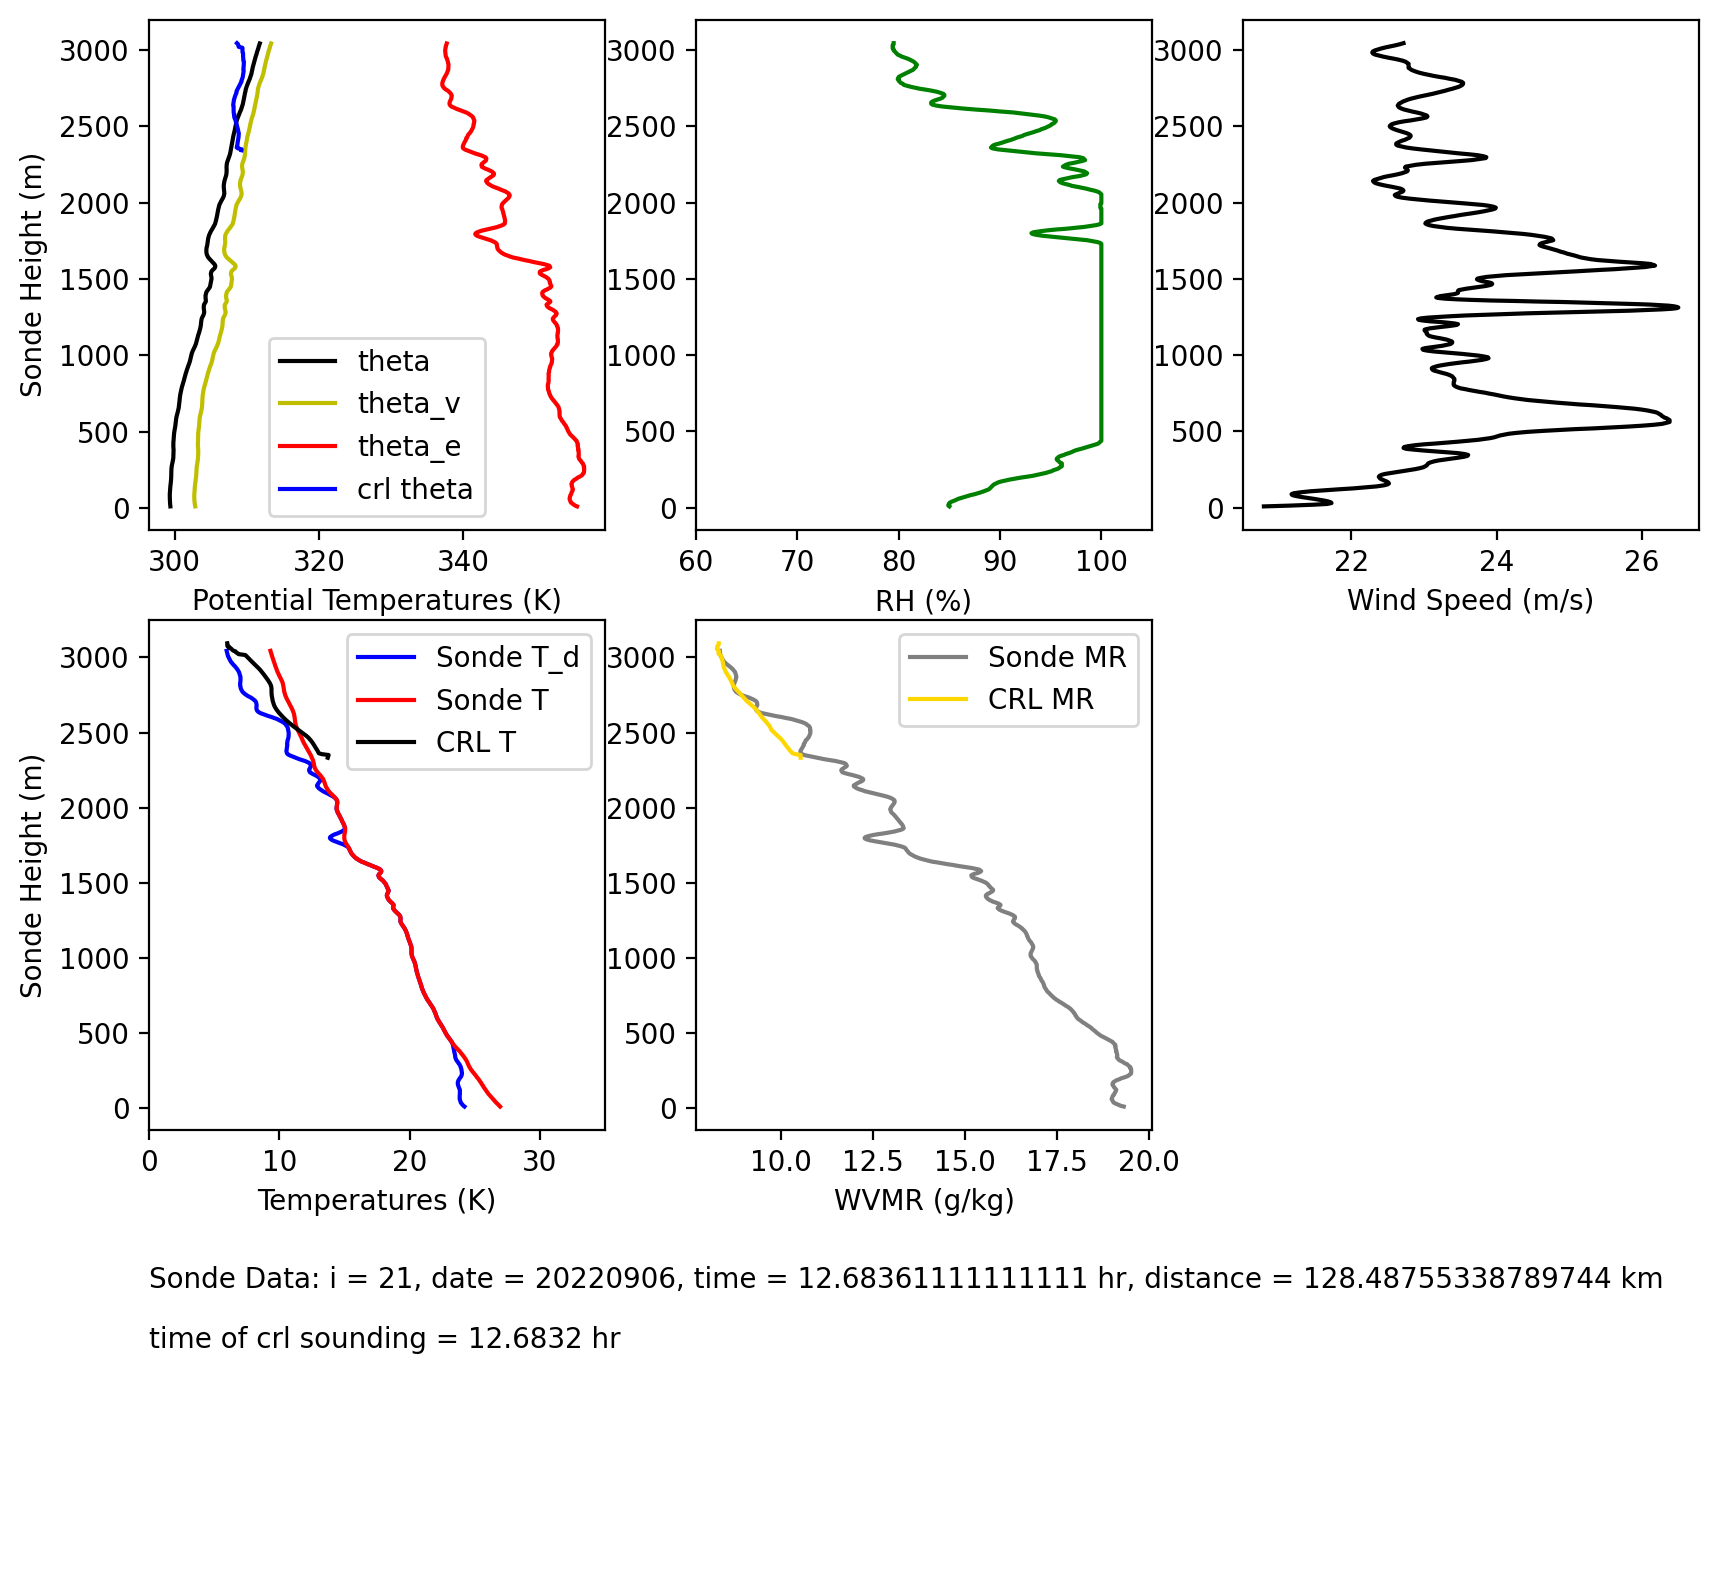 3000
2500
2000
1500
1000
500
0
Sonde Height (m)
theta
theta_v
theta_e
crl theta
300 320 340
Potential Temperatures (K)
3000
2500
2000
1500
1000
500
0
60 70 80 90 100
RH (%)
3000
2500
2000
1500
1000
500
0
22 24 26
Wind Speed (m/s)
3000
2500
2000
1500
1000
500
0
Sonde Height (m)
Sonde T_d
Sonde T
CRL T
0 10 20 30
Temperatures (K)
3000
2500
2000
1500
1000
500
0
Sonde MR
CRL MR
10.0 12.5 15.0 17.5 20.0
WVMR (g/kg)
Sonde Data: i = 21, date = 20220906, time = 12.68361111111111 hr, distance = 128.48755338789744 km
time of crl sounding = 12.6832 hr